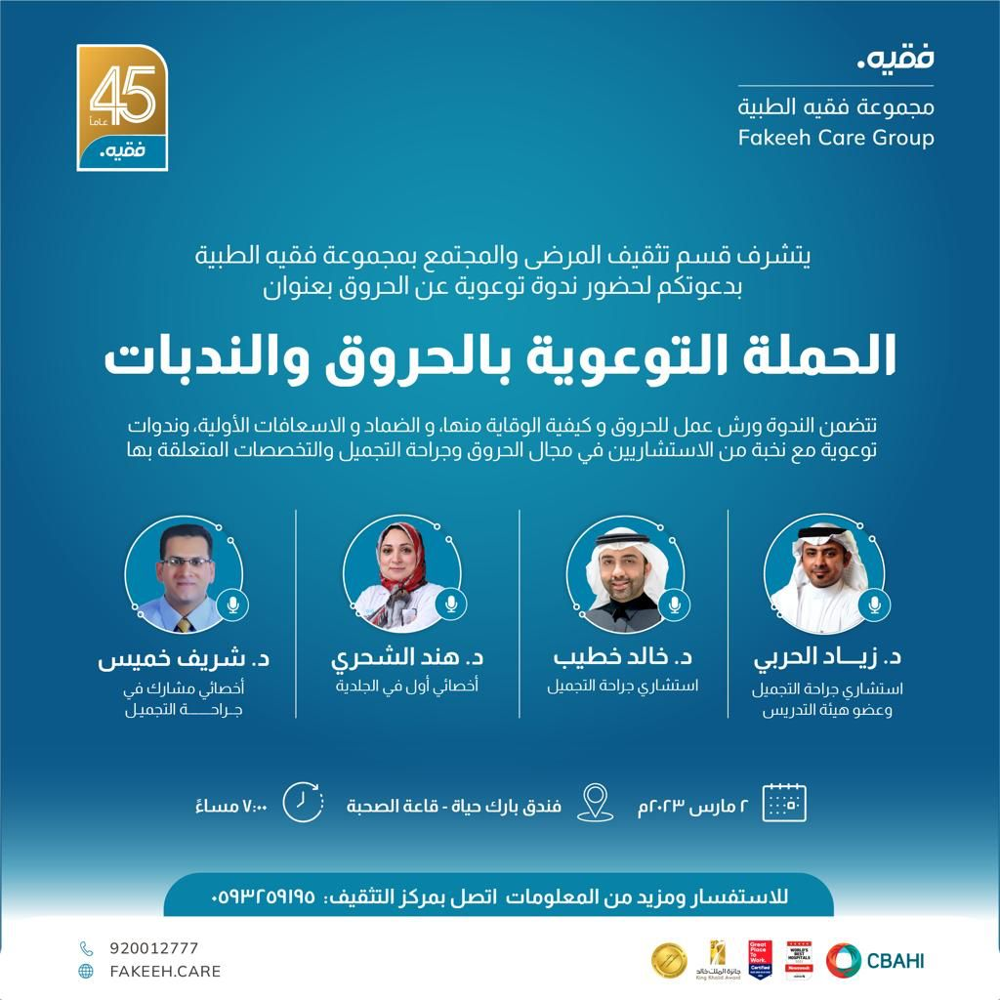 فقيه.
مجموعة فقيه الطبية
Fakeeh Care Group
45
عاماً
فقيه.
يتشرف قسم تثقيف المرضى والمجتمع بمجموعة فقيه الطبية
بدعوتكم لحضور ندوة توعوية عن الحروق بعنوان
الحملة التوعوية بالحروق والندبات
تتضمن الندوة ورش عمل للحروق و كيفية الوقاية منها، و الضماد و الاسعافات الأولية، وندوات
توعوية مع نخبة من الاستشاريين في مجال الحروق وجراحة التجميل والتخصصات المتعلقة بها
د. زيــاد الحربي
استشاري جراحة التجميل
وعضو هيئة التدريس
د. خالد خطيب
استشاري جراحة التجميل
د. هند الشحري
أخصائي أول في الجلدية
د. شريف خميس
أخصائي مشارك في
جــراحـــــــة التجميـل
٢ مارس ٢٠٢٣م
فندق بارك حياة - قاعة الصحبة
٧:٠٠ مساءً
للاستفسار ومزيد من المعلومات اتصل بمركز التثقيف: ٠٥٩٣٢٥٩١٩٥
920012777
FAKEEH.CARE
جائزة الملك خالد
King Khalid Award
Great
Place
To
Work.
Certified
WORLD'S
BEST
HOSPITALS
Newsweek
CBAHI